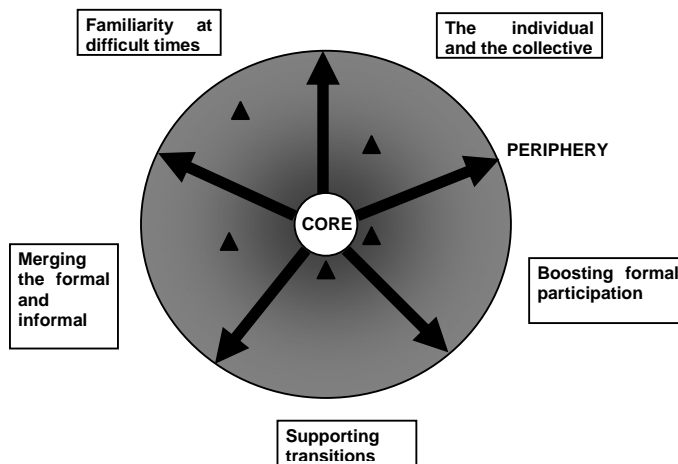 Familiarity at
difficult times
The individual
and the collective
PERIPHERY
CORE
Merging
the formal
and
informal
Boosting formal
participation
Supporting
transitions